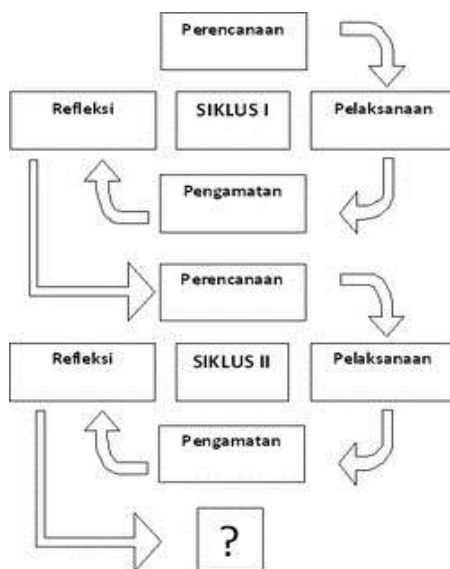 Perencanaan
Refleksi
SIKLUS I
Pelaksanaan
Pengamatan
Perencanaan
Refleksi
SIKLUS II
Pelaksanaan
Pengamatan
?